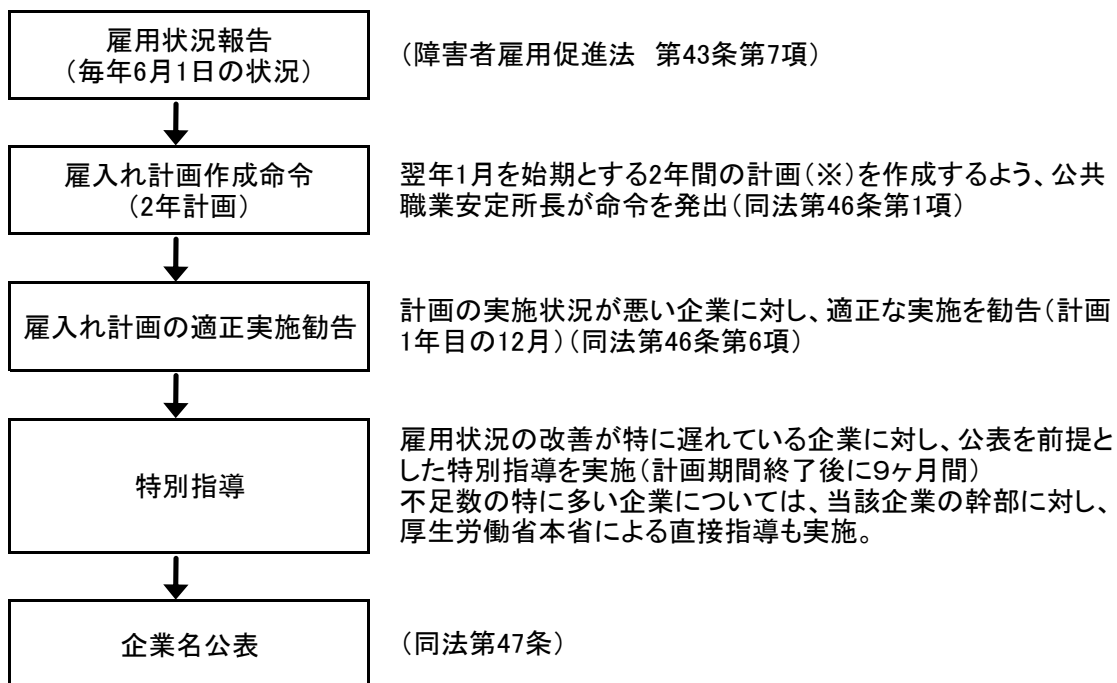 雇用状況報告
（毎年6月1日の状況）
（障害者雇用促進法　第43条第7項）
雇入れ計画作成命令
（2年計画）
翌年1月を始期とする2年間の計画（※）を作成するよう、公共
職業安定所長が命令を発出（同法第46条第1項）
雇入れ計画の適正実施勧告
計画の実施状況が悪い企業に対し、適正な実施を勧告（計画
1年目の12月）（同法第46条第6項）
特別指導
雇用状況の改善が特に遅れている企業に対し、公表を前提と
した特別指導を実施（計画期間終了後に９ヶ月間）
不足数の特に多い企業については、当該企業の幹部に対し、
厚生労働省本省による直接指導も実施。
企業名公表
（同法第47条）